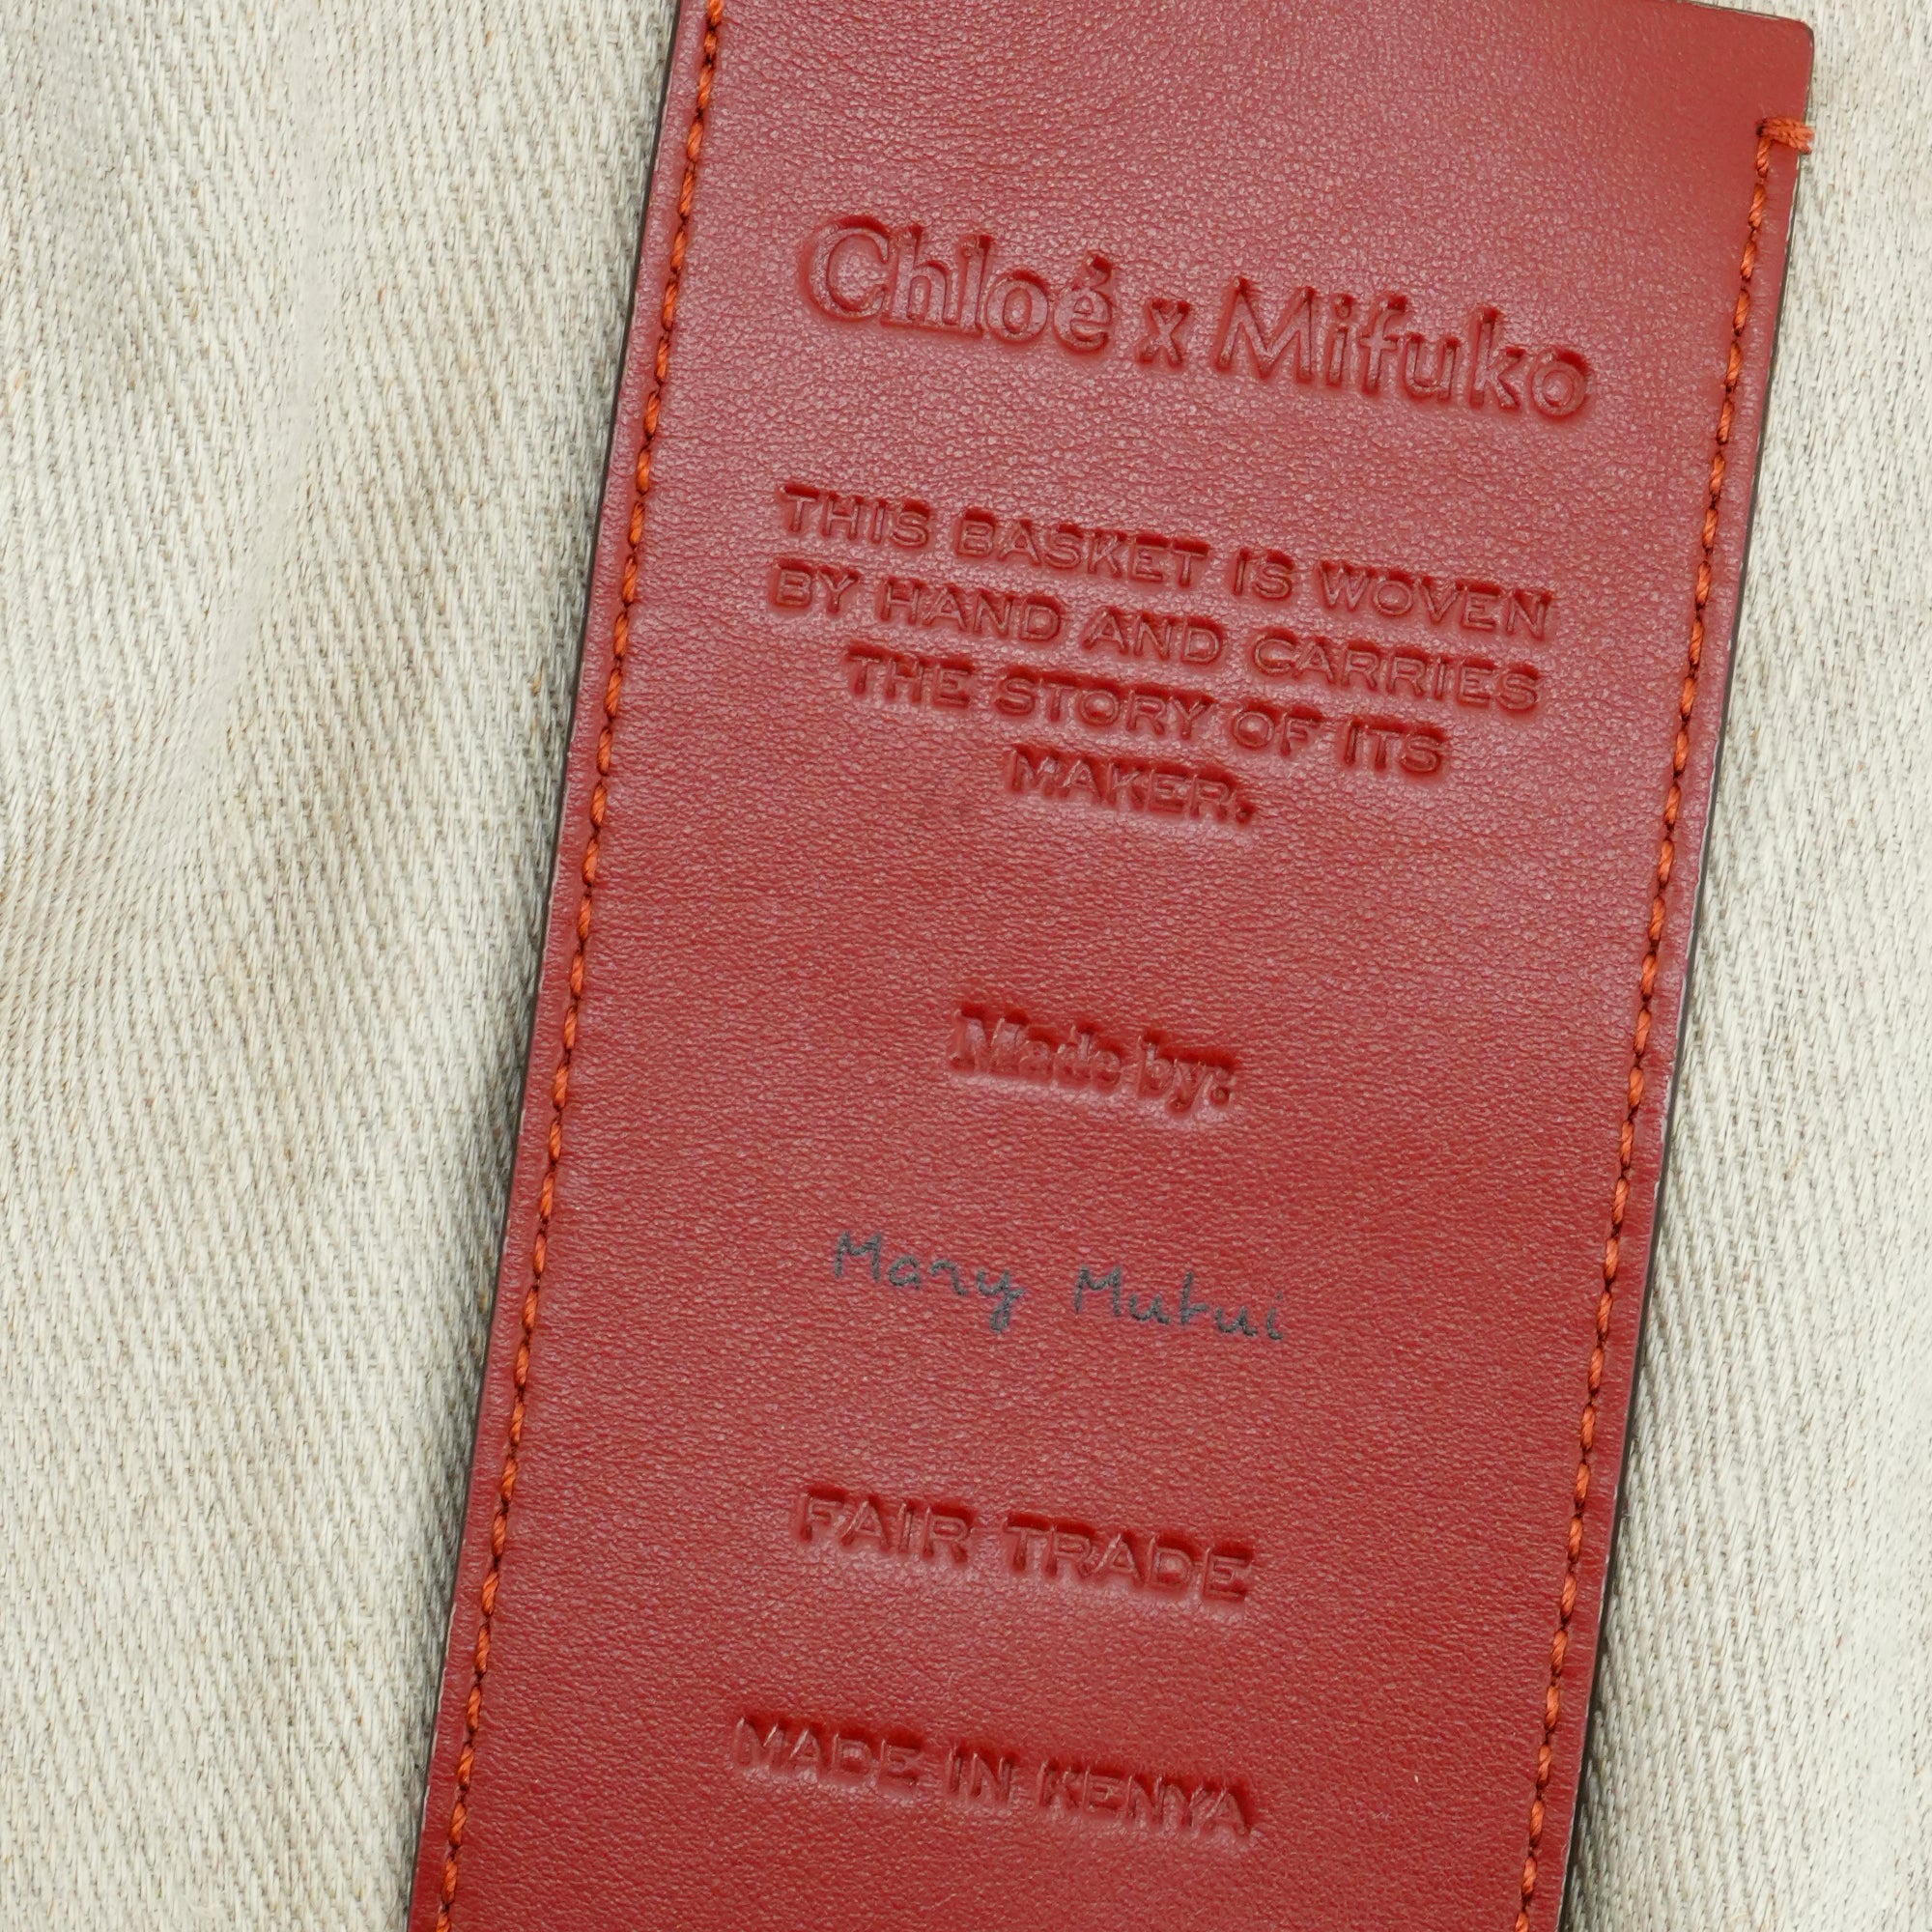 Chloé x Mifuko
THIS BASKET IS WOVEN
BY HAND AND CARRIES
THE STORY OF ITS
MAKER.
Made by:
Mary Mutui
FAIR TRADE
MADE IN KENYA